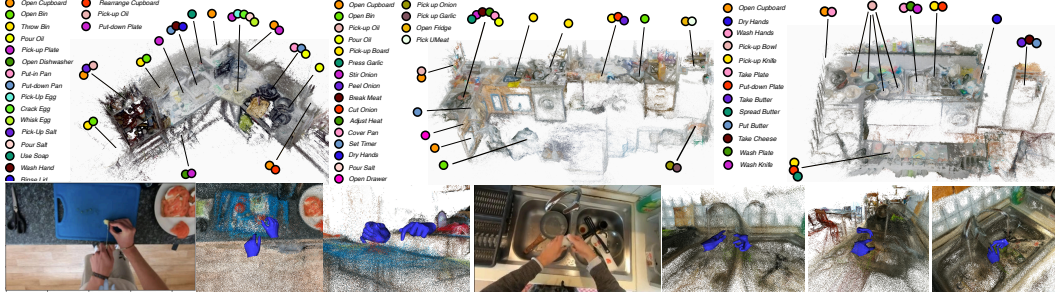 Open Cupboard
Open Bin
Throw Bin
Pour Oil
Pick-up Plate
Open Dishwasher
Put-in Pan
Put-down Pan
Pick-Up Egg
Crack Egg
Whisk Egg
Pick-Up Salt
Pour Salt
Use Soap
Wash Hand
Rinse Lid
Rearrange Cupboard
Pick-up Oil
Put-down Plate
Open Cupboard
Open Bin
Pick-up Oil
Pour Oil
Pick-up Board
Press Garlic
Stir Onion
Peel Onion
Break Meat
Cut Onion
Adjust Heat
Cover Pan
Set Timer
Dry Hands
Pour Salt
Open Drawer
Pick up Onion
Pick up Garlic
Open Fridge
Pick UMeat
Open Cupboard
Dry Hands
Wash Hands
Pick-up Bowl
Pick-up Knife
Take Plate
Put-down Plate
Take Butter
Spread Butter
Put Butter
Take Cheese
Wash Plate
Wash Knife